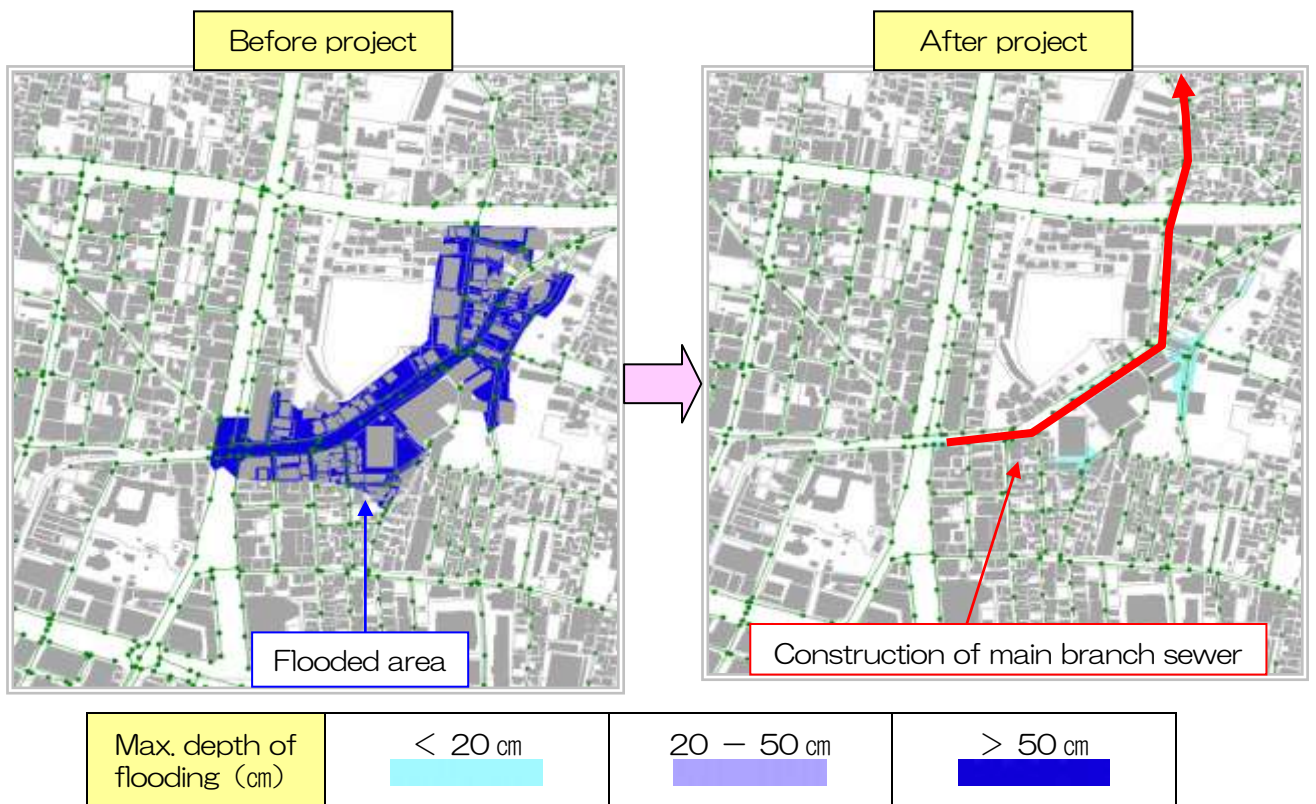 Before project
After project
Flooded area
Construction of main branch sewer
Max. depth of
flooding (cm)
< 20 ㎝
20 － 50 ㎝
> 50 ㎝